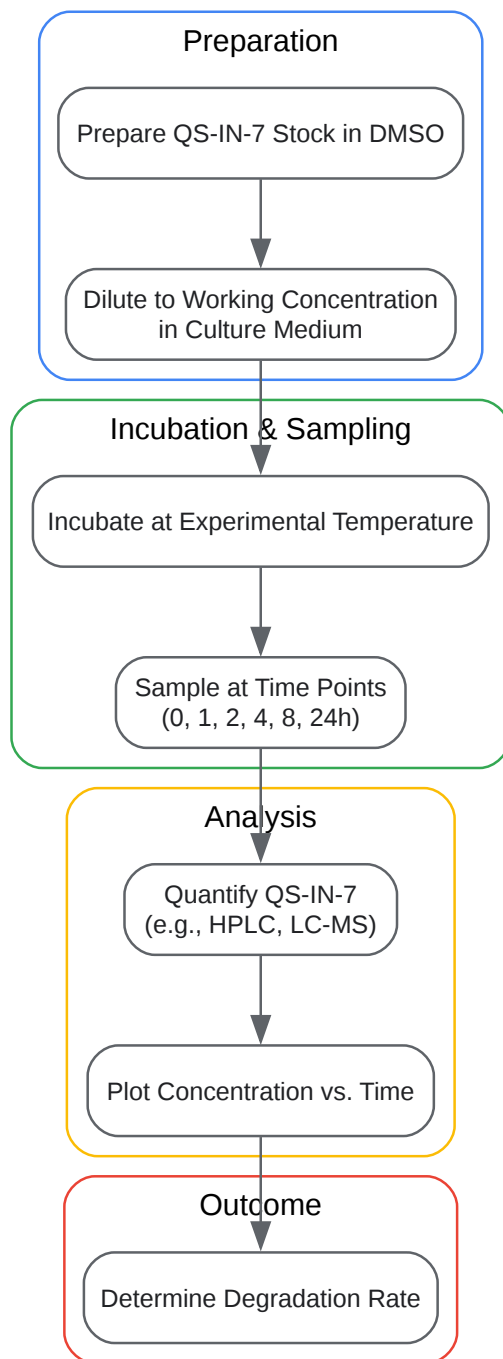 Preparation
Prepare QS-IN-7 Stock in DMSO
Dilute to Working Concentration
in Culture Medium
Incubation & Sampling
Incubate at Experimental Temperature
Sample at Time Points
(0, 1, 2, 4, 8, 24h)
Analysis
Quantify QS-IN-7
(e.g., HPLC, LC-MS)
Plot Concentration vs. Time
Outcome
Determine Degradation Rate